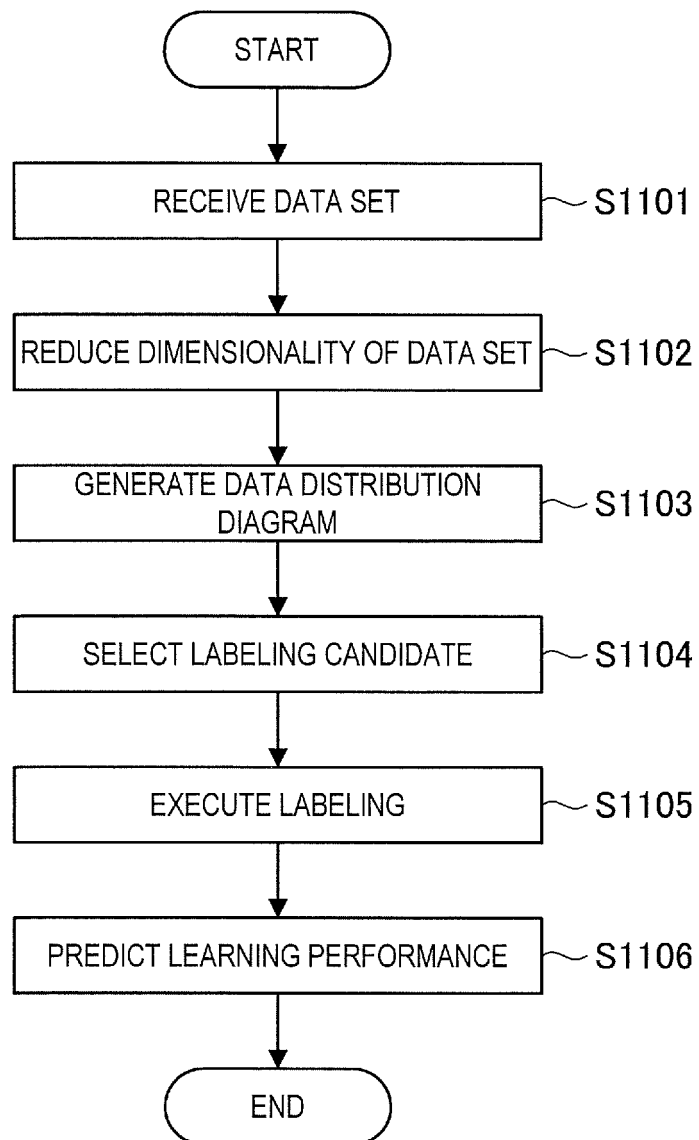 START
RECEIVE DATA SET
S1101
REDUCE DIMENSIONALITY OF DATA SET
S1102
GENERATE DATA DISTRIBUTION
DIAGRAM
S1103
SELECT LABELING CANDIDATE
S1104
EXECUTE LABELING
S1105
PREDICT LEARNING PERFORMANCE
S1106
END